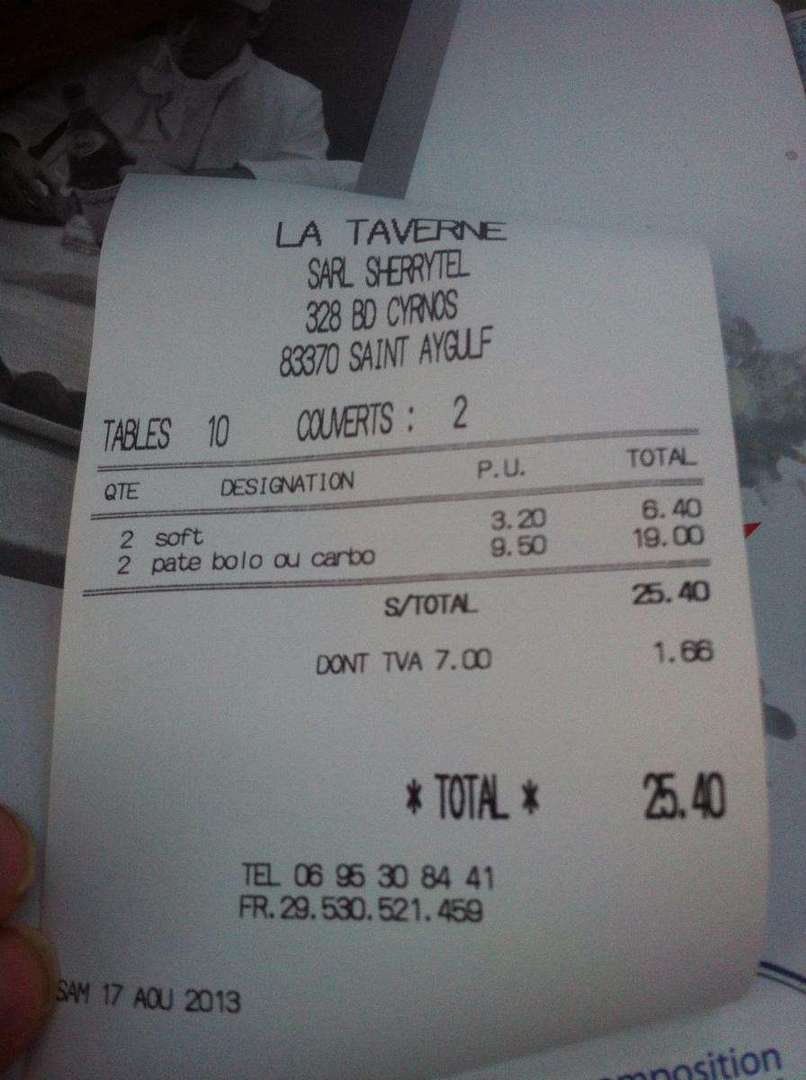 LA TAVERNE
SARL SHERRYTEL
328 BD CYRNOS
83370 SAINT AYGULF
TABLES 10 COUVERTS : 2
QTE DESIGNATION P.U. TOTAL
2 soft 3.20 6.40
2 pate bolo ou carbo 9.50 19.00
S/TOTAL 25.40
DONT TVA 7.00 1.66
* TOTAL * 25.40
TEL 06 95 30 84 41
FR.29.530.521.459
SAM 17 AOU 2013